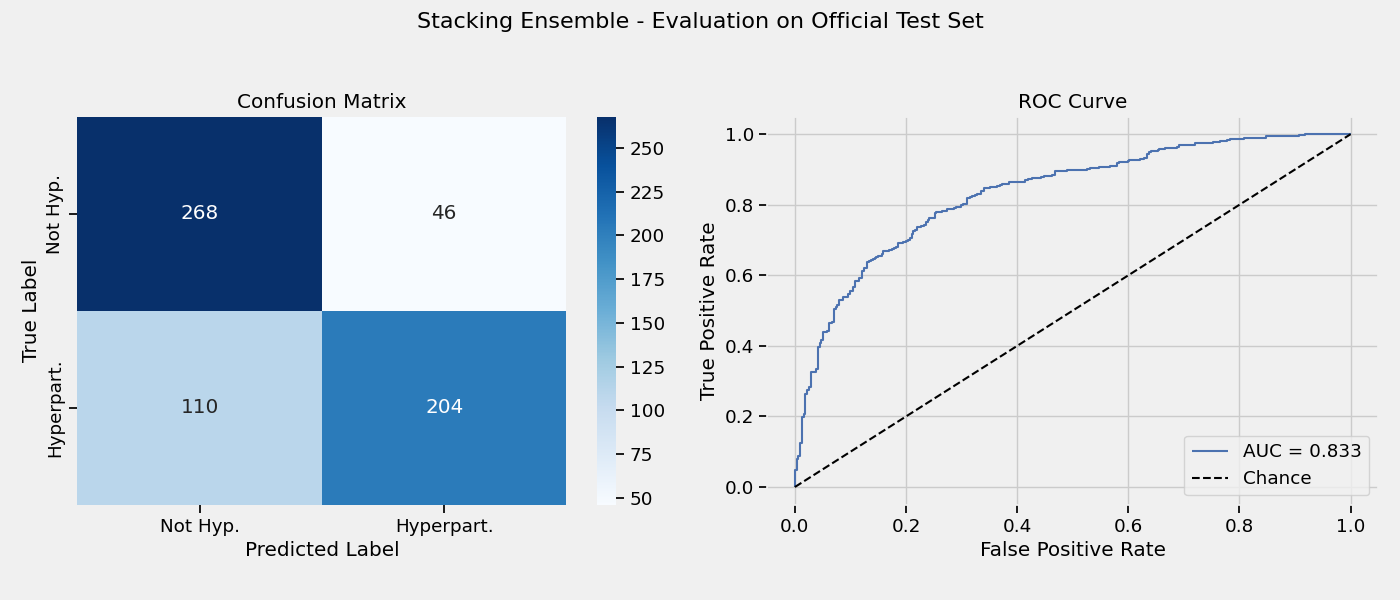 Stacking Ensemble - Evaluation on Official Test Set
Confusion Matrix
True Label
Not Hyp.
Hyperpart.
268
46
110
204
Not Hyp.
Hyperpart.
Predicted Label
250
225
200
175
150
125
100
75
50
ROC Curve
True Positive Rate
1.0
0.8
0.6
0.4
0.2
0.0
AUC = 0.833
Chance
0.0
0.2
0.4
0.6
0.8
1.0
False Positive Rate